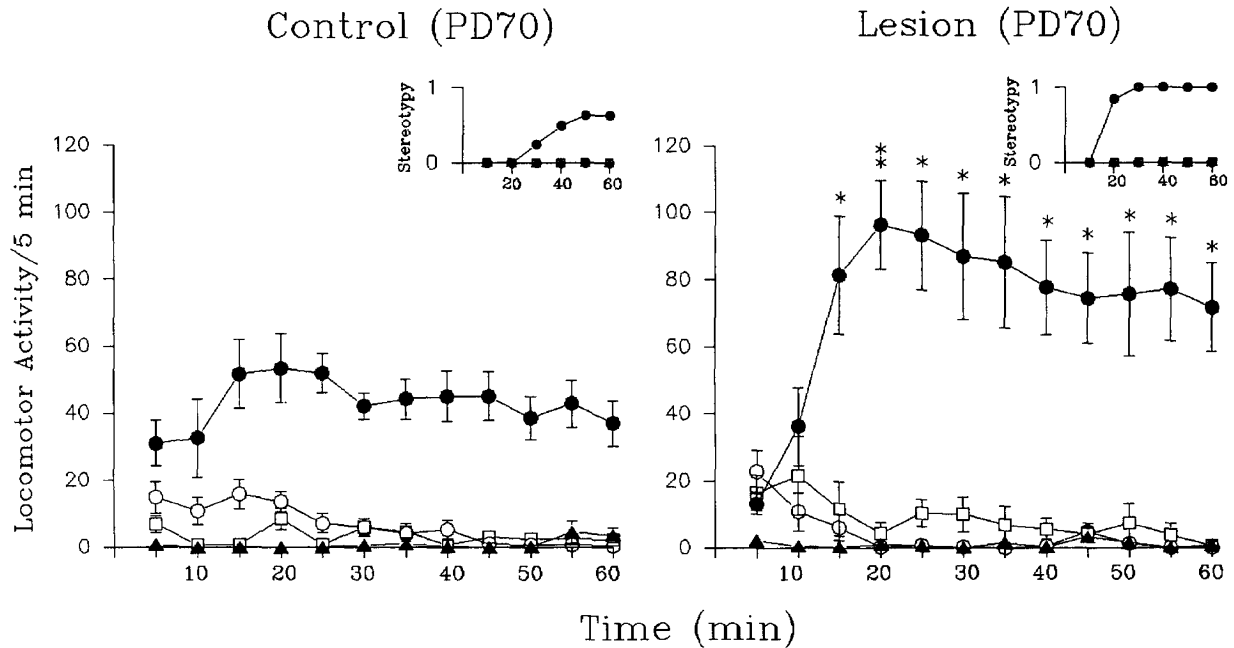 Control (PD70)
Lesion (PD70)
Stereotypy
1
0
20 40 60
Stereotypy
1
0
20 40 60
Locomotor Activity/5 min
120
100
80
60
40
20
0
10 20 30 40 50 60
120
100
80
60
40
20
0
* * * * * * * * * * *
10 20 30 40 50 60
Time (min)